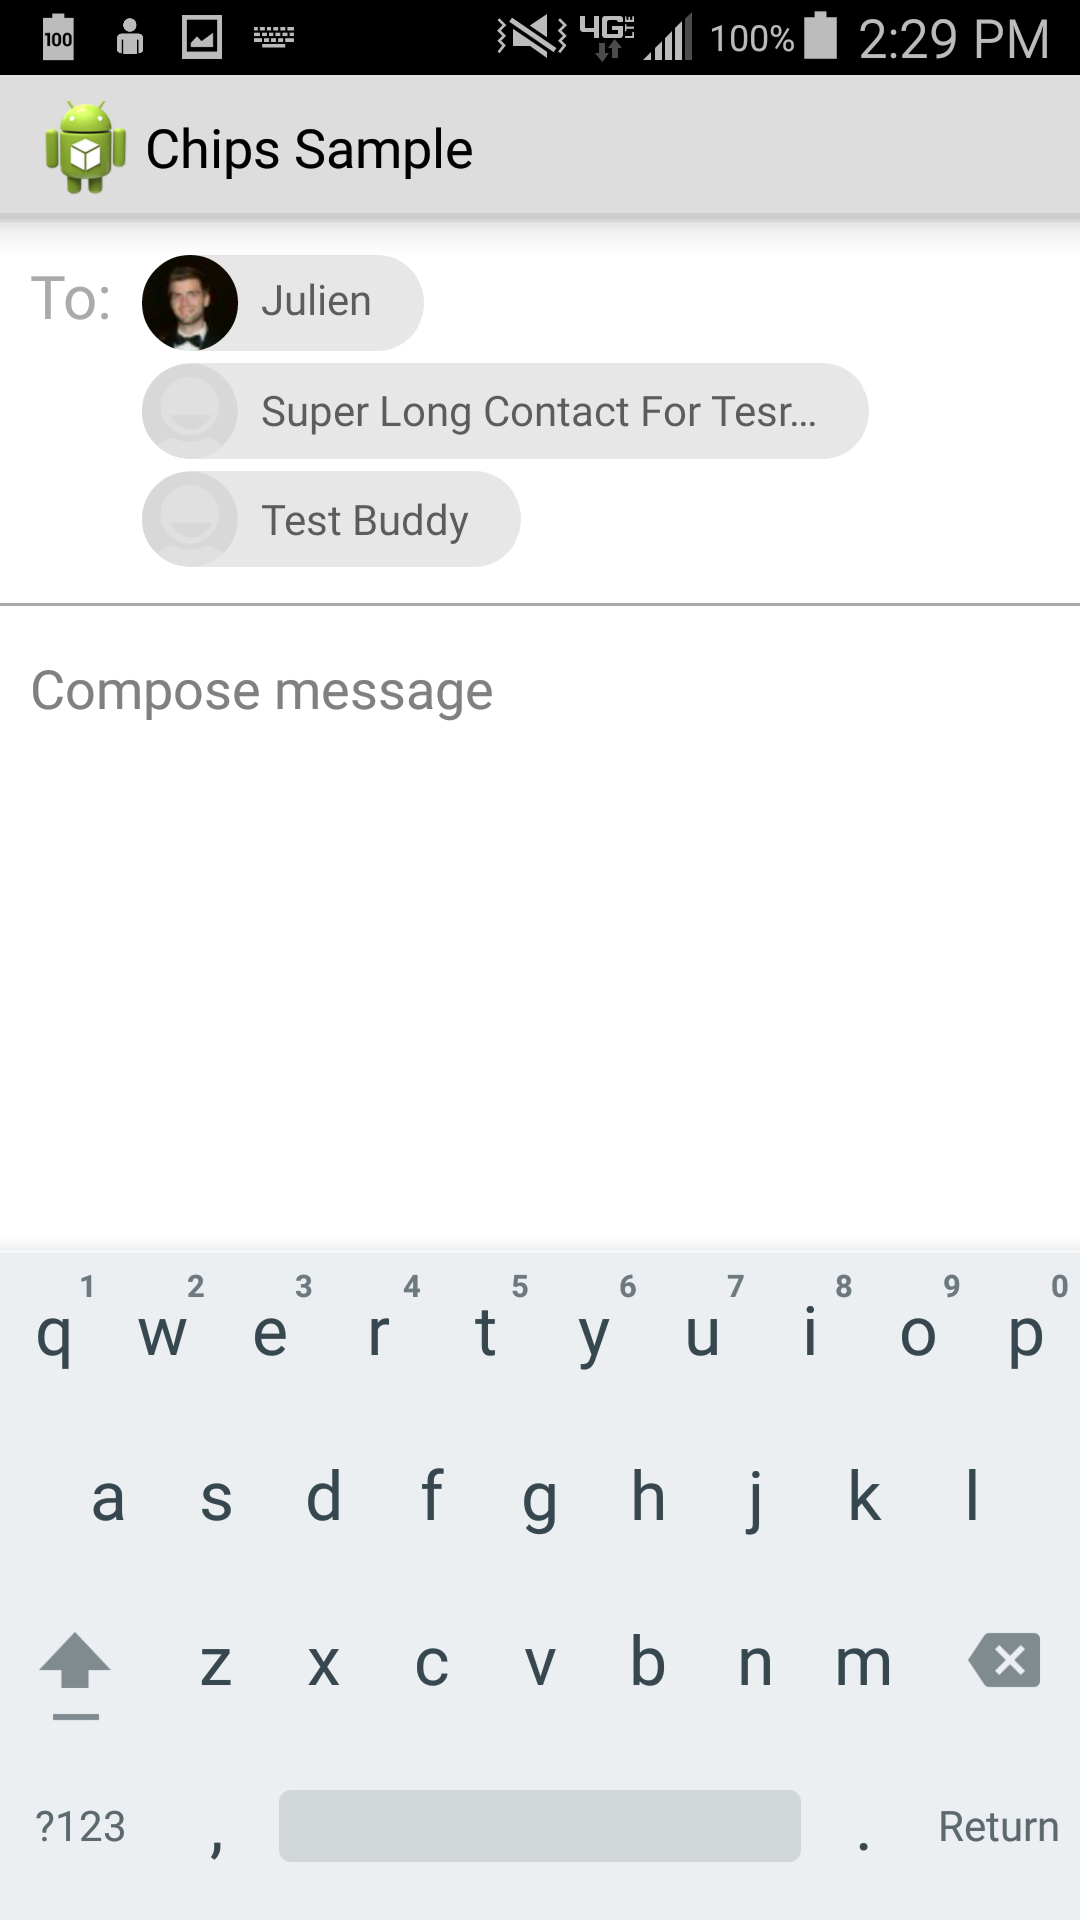 100 4G LTE 100% 2:29 PM
Chips Sample
To: Julien
Super Long Contact For Tesr...
Test Buddy
Compose message
1 2 3 4 5 6 7 8 9 0
q w e r t y u i o p
a s d f g h j k l
z x c v b n m
?123 , . Return